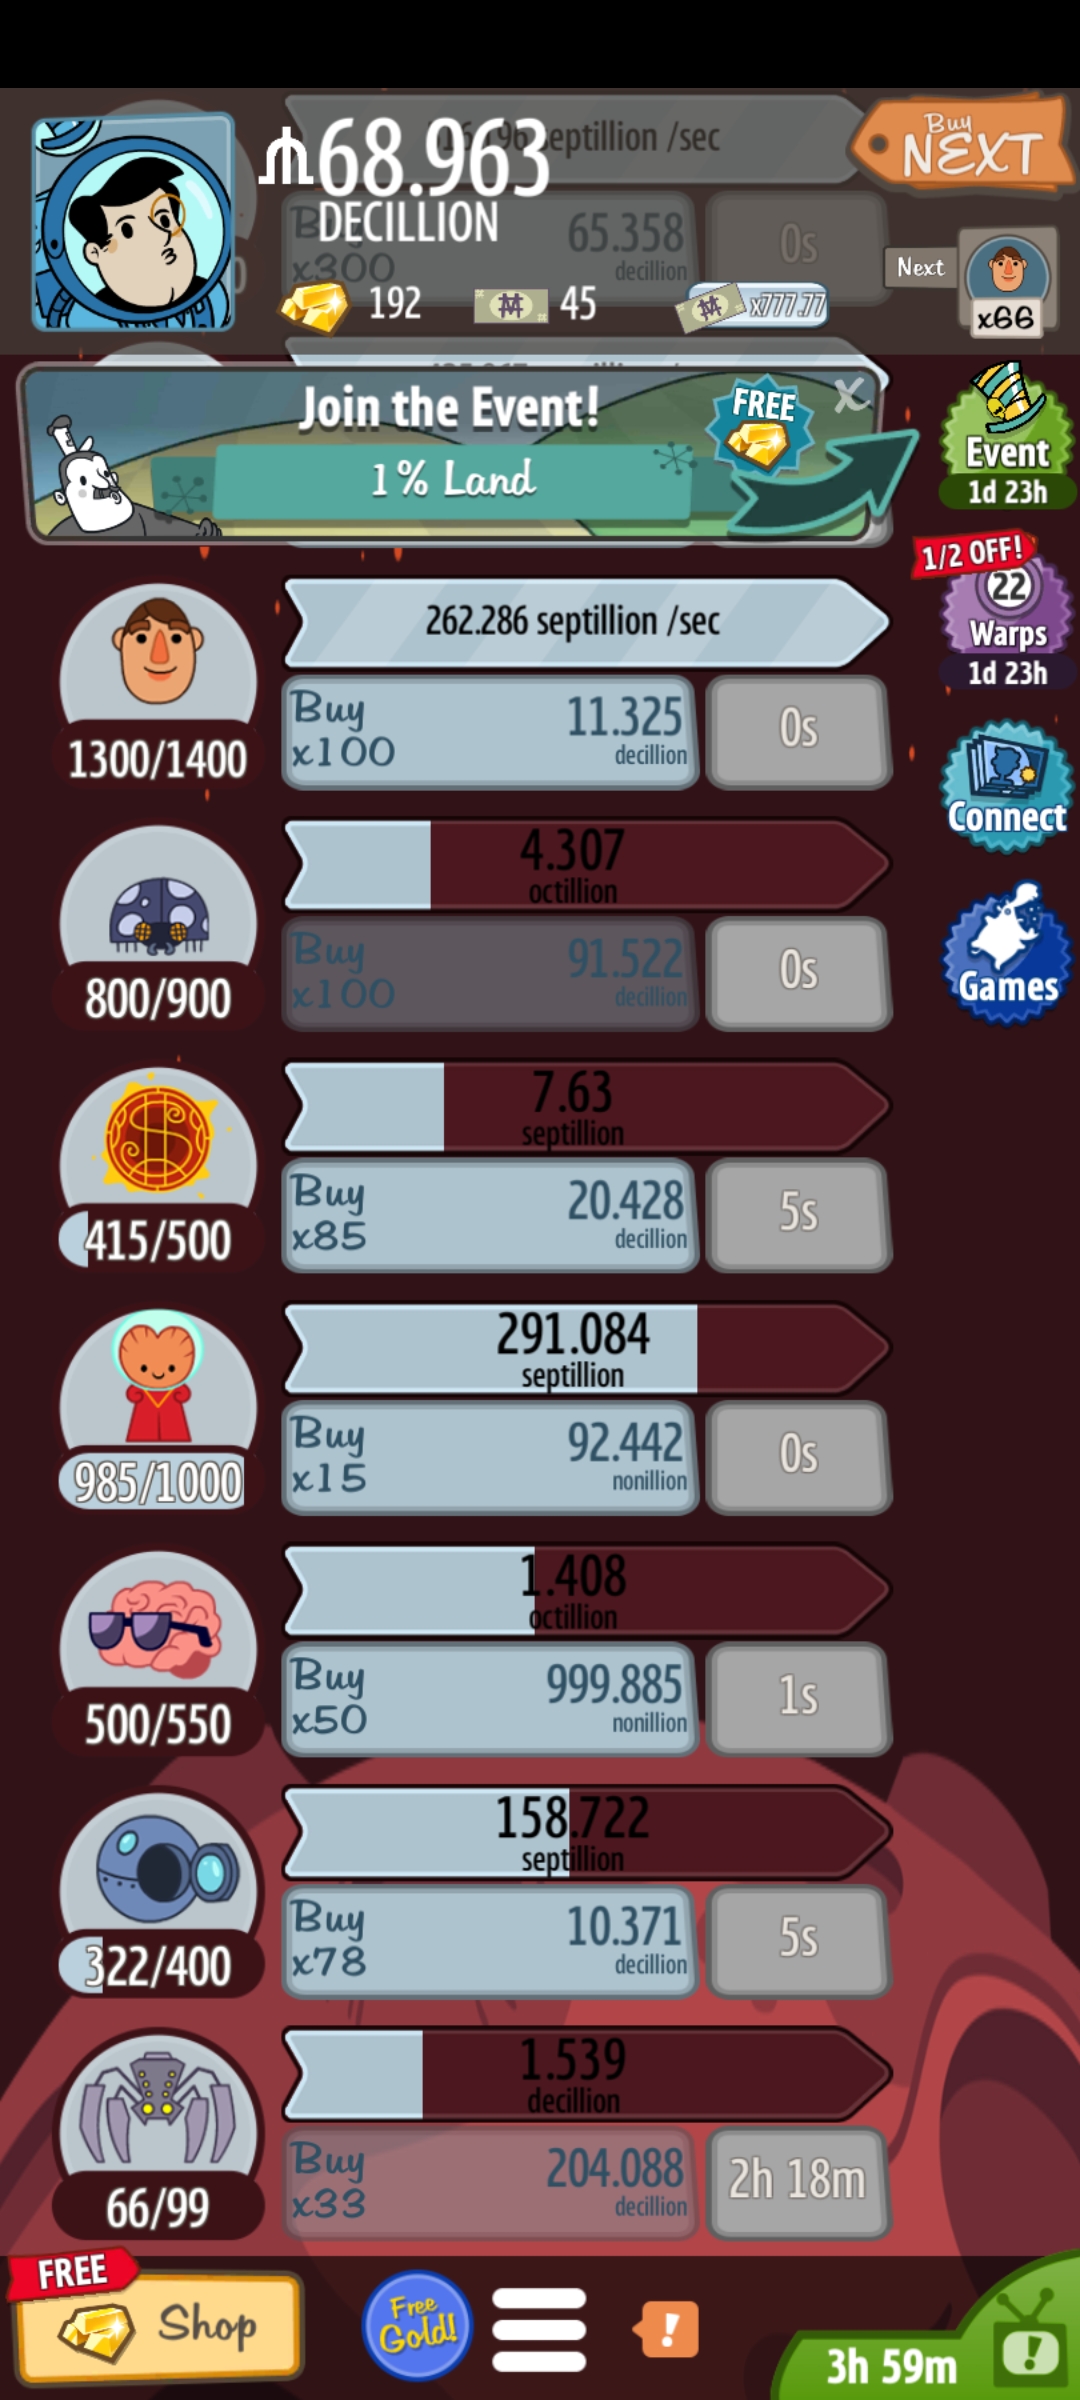 septillion /sec
Buy
NEXT
₼68.963
DECILLION
65.358
decillion
x300
0s
Next
x66
192
45
x777.77
Join the Event!
1% Land
FREE
X
Event
1d 23h
1/2 OFF!
22
Warps
1d 23h
Connect
Games
262.286 septillion /sec
Buy
x100
11.325
decillion
0s
1300/1400
4.307
octillion
Buy
x100
91.522
decillion
0s
800/900
7.63
septillion
Buy
x85
20.428
decillion
5s
415/500
291.084
septillion
Buy
x15
92.442
nonillion
0s
985/1000
1.408
octillion
Buy
x50
999.885
nonillion
1s
500/550
158.722
septillion
Buy
x78
10.371
decillion
5s
322/400
1.539
decillion
Buy
x33
204.088
decillion
2h 18m
66/99
FREE
Shop
Free
Gold!
!
3h 59m
!